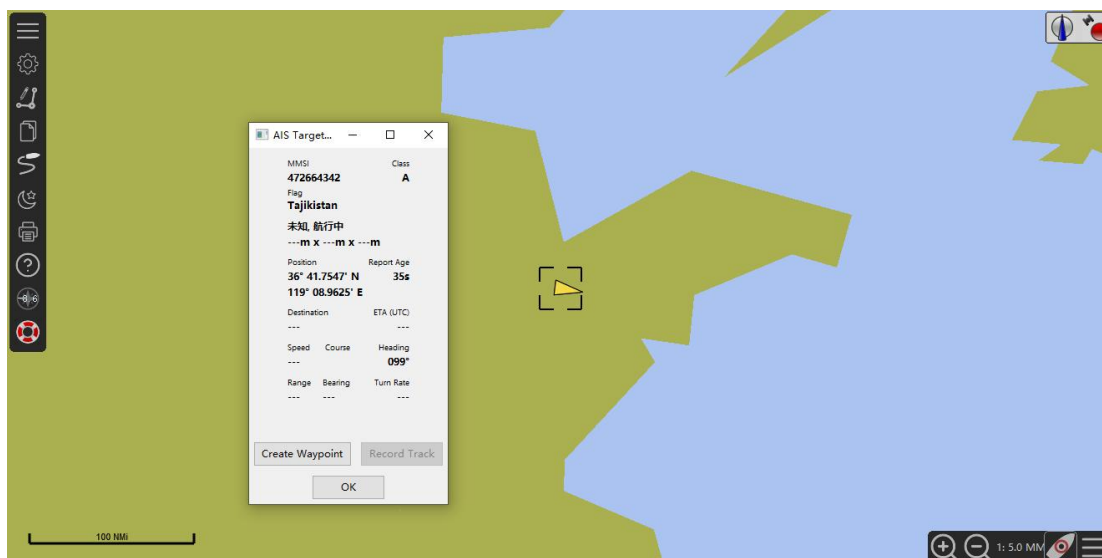 AIS Target...
MMSI Class
472664342 A
Flag
Tajikistan
未知, 航行中
---m x ---m x ---m
Position Report Age
36° 41.7547' N 35s
119° 08.9625' E
Destination ETA (UTC)
--- ---
Speed Course Heading
--- 099°
Range Bearing Turn Rate
--- --- ---
Create Waypoint Record Track
OK
100 NMi
1: 5.0 MM